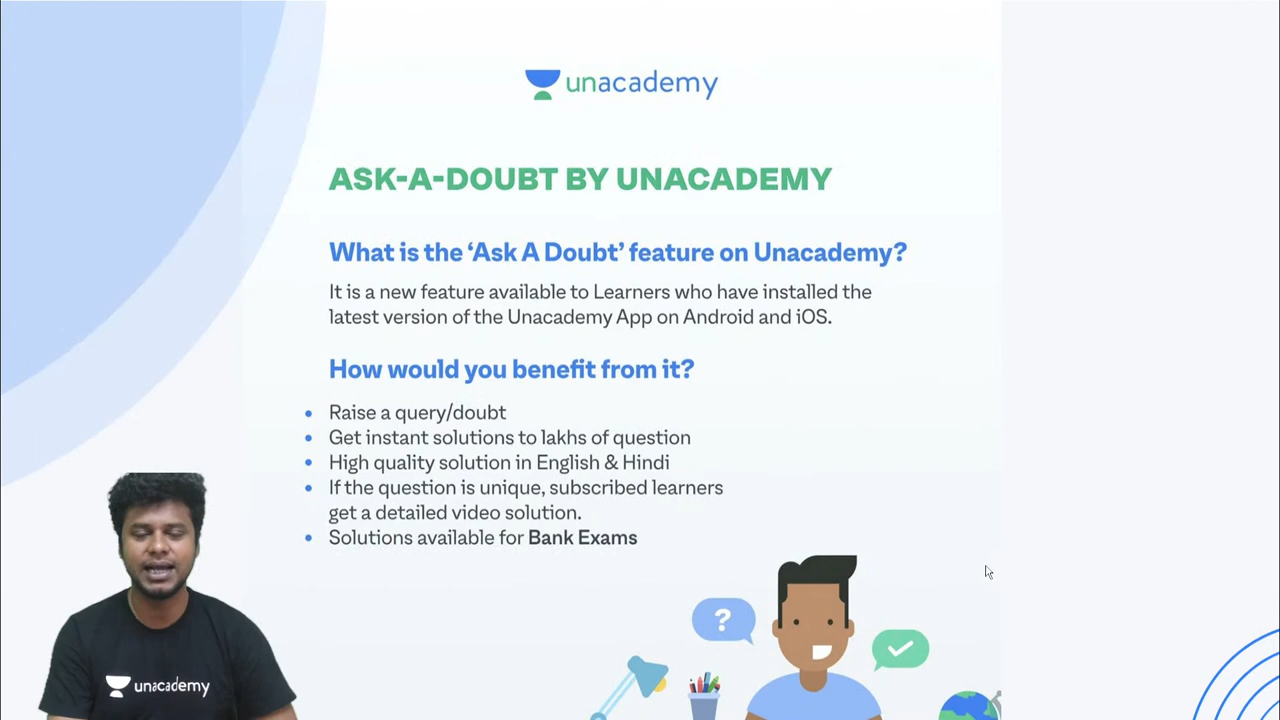 unacademy
ASK-A-DOUBT BY UNACADEMY
What is the ‘Ask A Doubt’ feature on Unacademy?
It is a new feature available to Learners who have installed the
latest version of the Unacademy App on Android and iOS.
How would you benefit from it?
• Raise a query/doubt
• Get instant solutions to lakhs of question
• High quality solution in English & Hindi
• If the question is unique, subscribed learners
get a detailed video solution.
• Solutions available for Bank Exams
?
unacademy